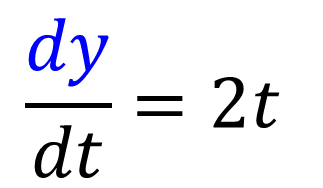 dy/dt = 2t